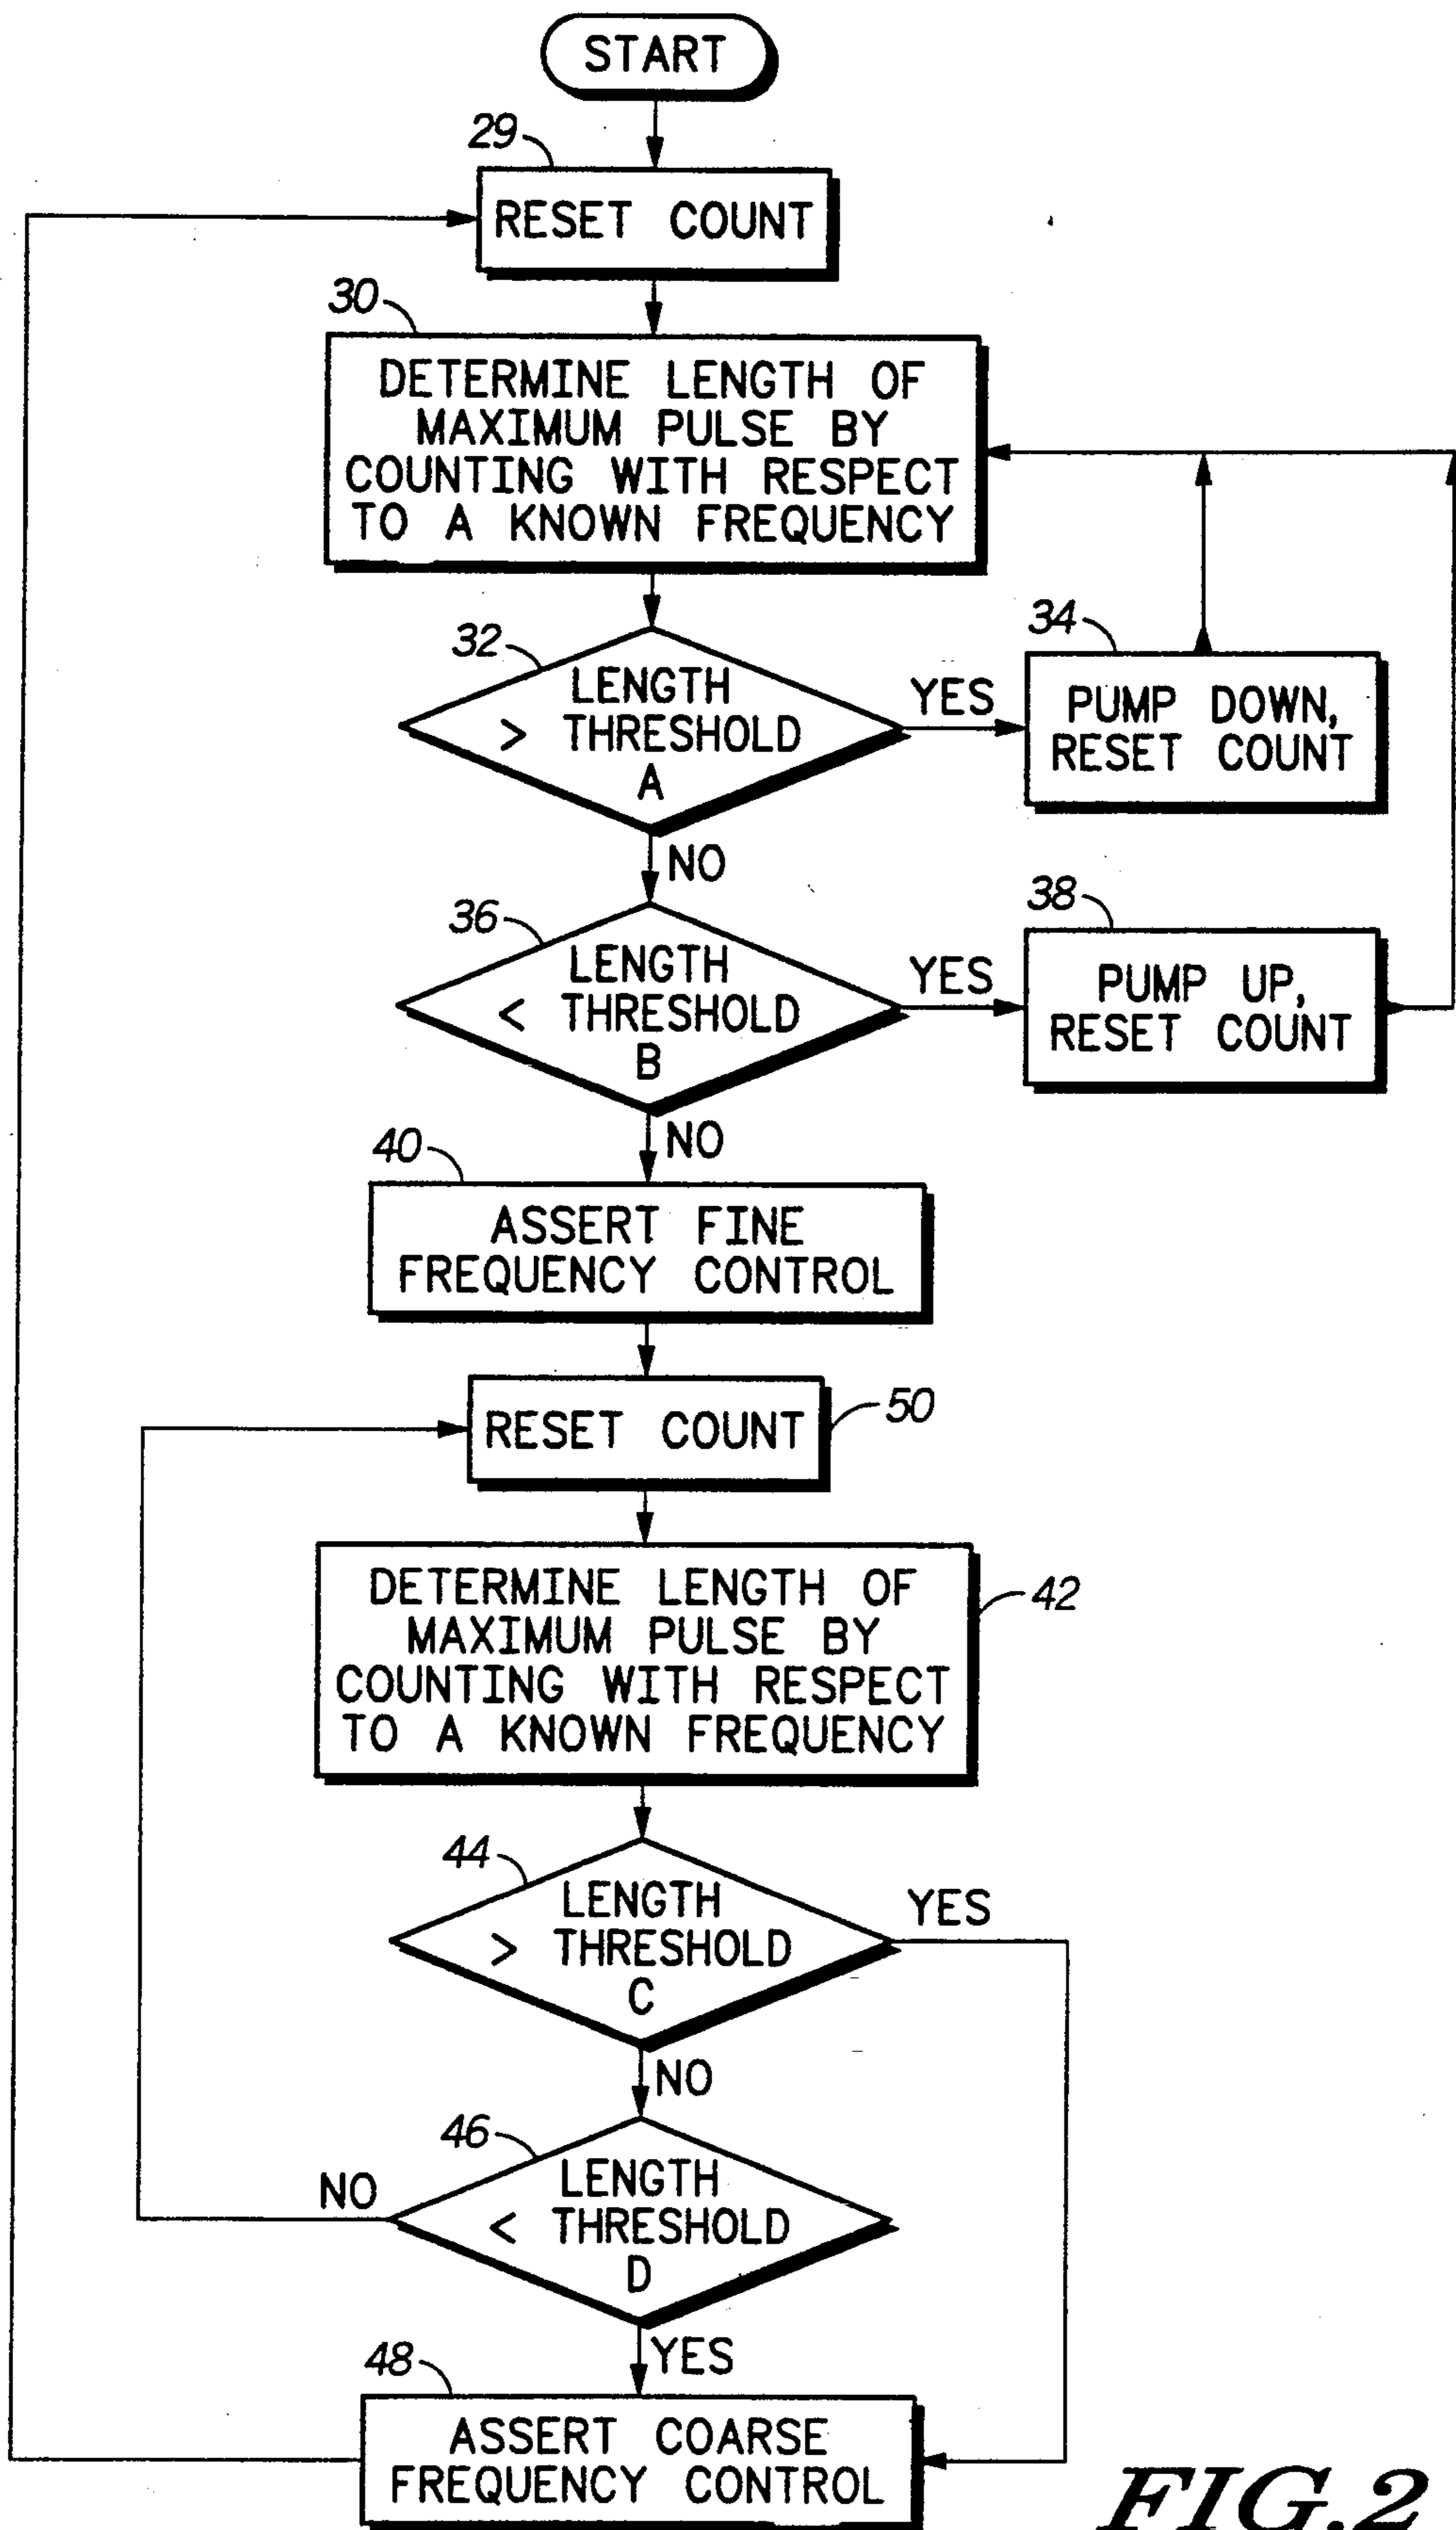 START
29
RESET COUNT
30
DETERMINE LENGTH OF
MAXIMUM PULSE BY
COUNTING WITH RESPECT
TO A KNOWN FREQUENCY
32
LENGTH
> THRESHOLD
A
YES
34
PUMP DOWN,
RESET COUNT
NO
36
LENGTH
< THRESHOLD
B
YES
38
PUMP UP,
RESET COUNT
NO
40
ASSERT FINE
FREQUENCY CONTROL
RESET COUNT
50
DETERMINE LENGTH OF
MAXIMUM PULSE BY
COUNTING WITH RESPECT
TO A KNOWN FREQUENCY
42
44
LENGTH
> THRESHOLD
C
YES
NO
46
LENGTH
< THRESHOLD
D
NO
YES
48
ASSERT COARSE
FREQUENCY CONTROL
FIG.2